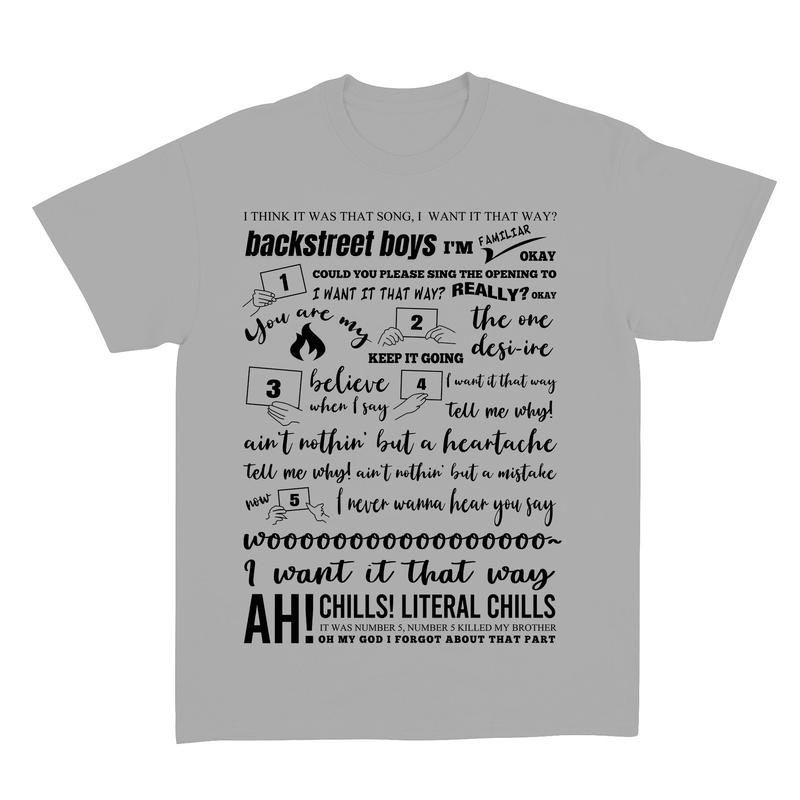 I THINK IT WAS THAT SONG, I WANT IT THAT WAY?
backstreet boys I'M FAMILIAR OKAY
1 COULD YOU PLEASE SING THE OPENING TO
I WANT IT THAT WAY? REALLY? OKAY
You are my 2 the one
KEEP IT GOING desi-ire
3 believe 4 I want it that way
when I say tell me why!
ain't nothin' but a heartache
tell me why! ain't nothin' but a mistake
now 5 I never wanna hear you say
woooooooooooooooooo~
I want it that way
AH! CHILLS! LITERAL CHILLS
IT WAS NUMBER 5, NUMBER 5 KILLED MY BROTHER
OH MY GOD I FORGOT ABOUT THAT PART